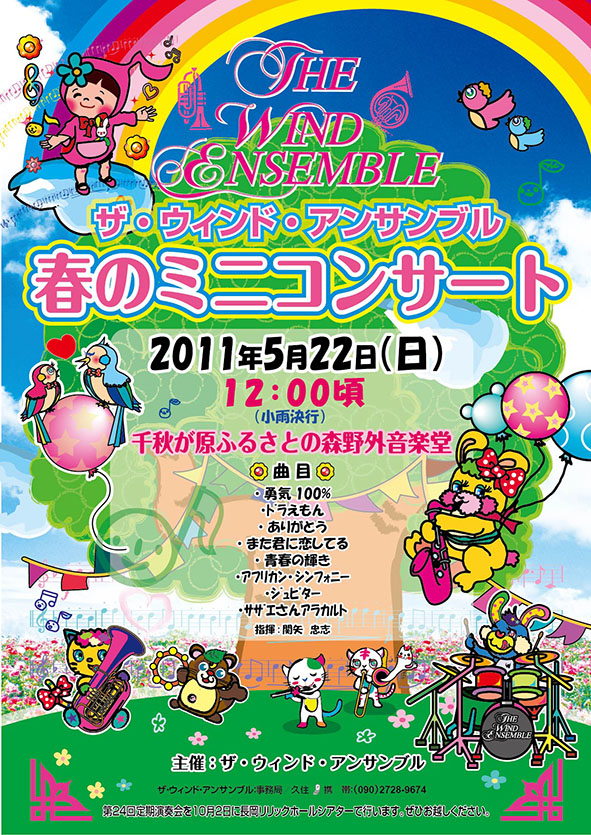 THE
WIND
ENSEMBLE
ザ・ウィンド・アンサンブル
春のミニコンサート
2011年5月22日(日)
12:00頃
(小雨決行)
千秋が原ふるさとの森野外音楽堂
曲目
・勇気100%
・ドラえもん
・ありがとう
・また君に恋してる
・青春の輝き
・アフリカン・シンフォニー
・ジュピター
・サザエさんアラカルト
指揮:関矢 忠志
THE
WIND
ENSEMBLE
主催:ザ・ウィンド・アンサンブル
ザ・ウィンド・アンサンブル:事務局 久住 携 帯:(090)2728-9674
第24回定期演奏会を10月2日に長岡リリックホールシアターで行います。ぜひお越しください。